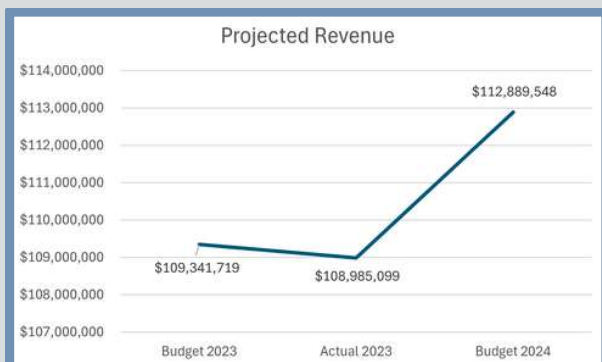 Projected Revenue
$114,000,000
$113,000,000
$112,000,000
$111,000,000
$110,000,000
$109,000,000
$108,000,000
$107,000,000
$109,341,719
$108,985,099
$112,889,548
Budget 2023
Actual 2023
Budget 2024